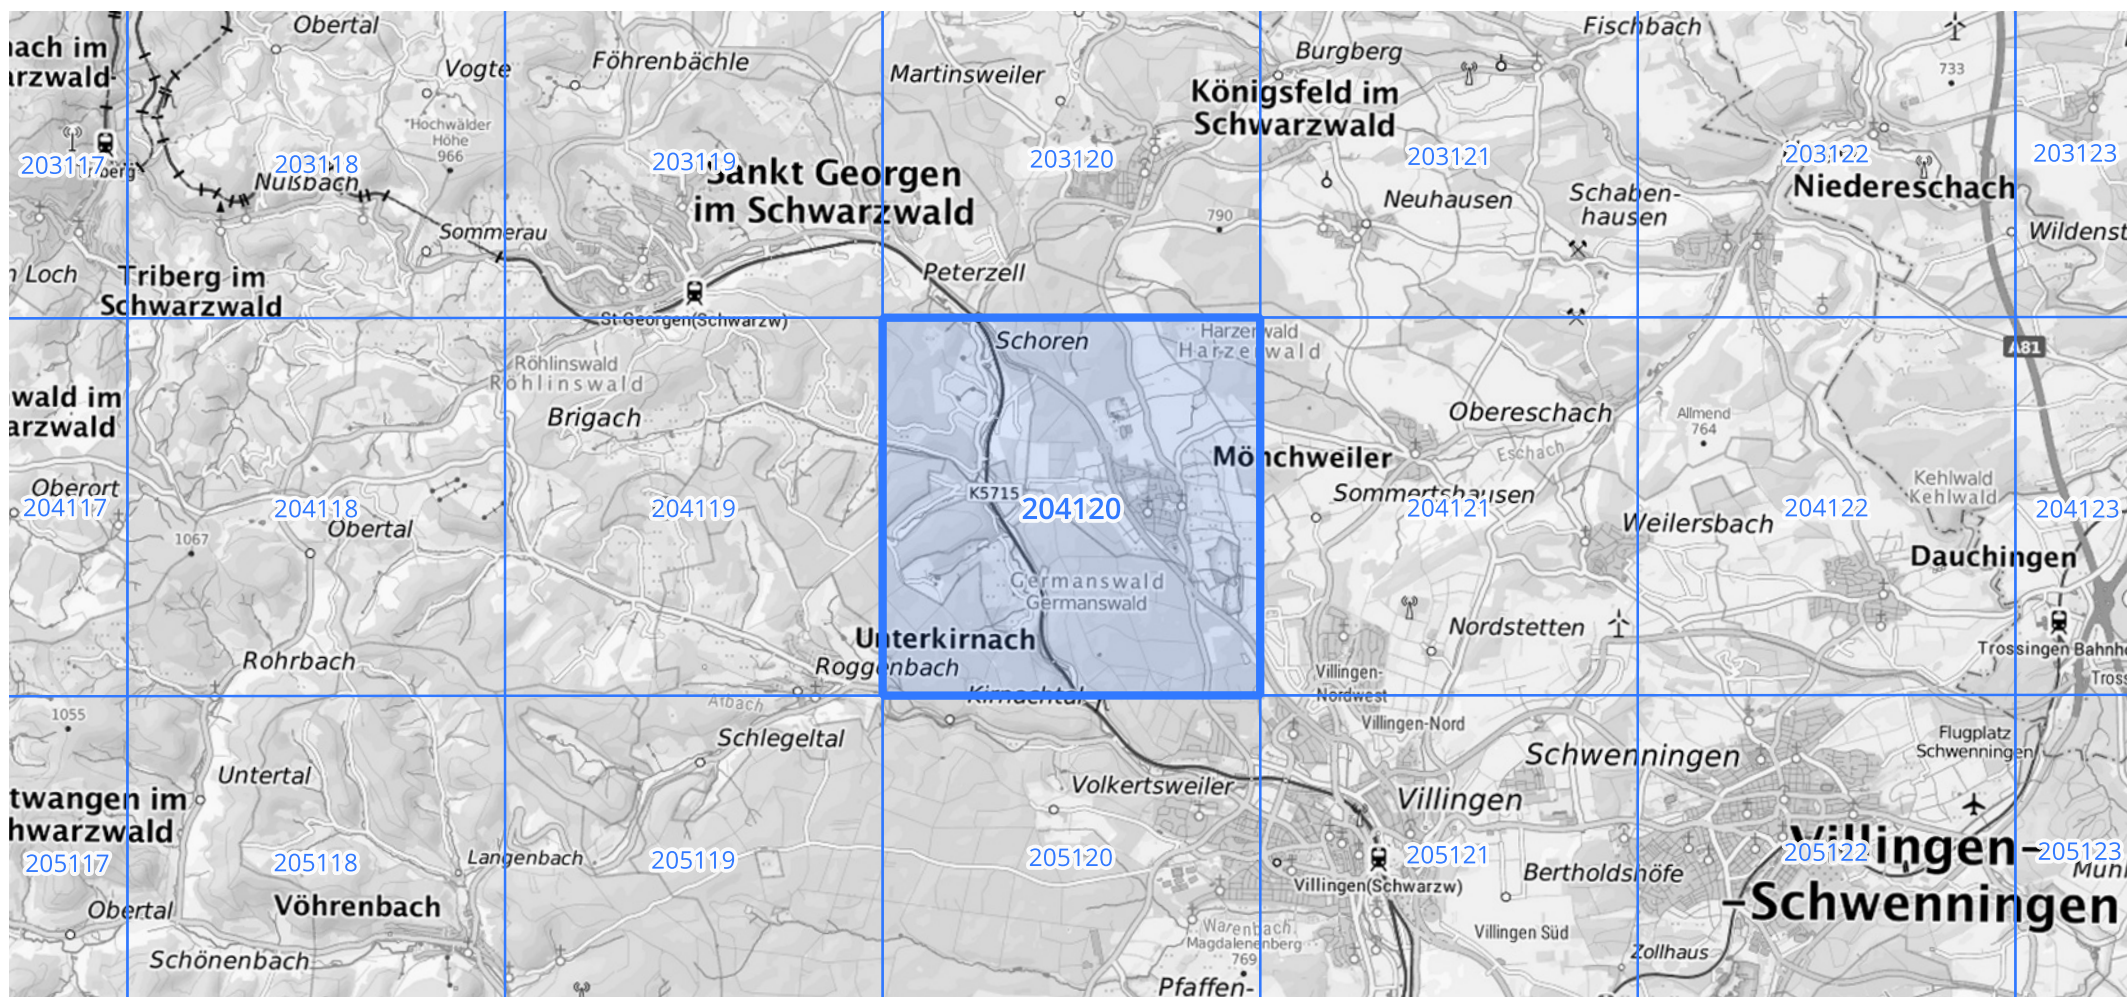 nach im
arzwald
Obertal
Vogte
Föhrenbächle
Martinsweiler
Burgberg
Fischbach
Königsfeld im
Schwarzwald
733
Hochwälder
Höhe
966
203117
203118
203119
203120
203121
203122
203123
Nußbach
Sankt Georgen
im Schwarzwald
790
Neuhausen
Schaben-
hausen
Niedereschach
Wildenst
Sommerau
n Loch
Triberg im
Schwarzwald
Peterzell
St Georgen(Schwarzw)
Schoren
Harzerwald
Harzerwald
A81
Röhlinswald
Röhlinswald
wald im
arzwald
Brigach
Obereschach
Allmend
764
Eschach
Mönchweiler
Oberort
K5715
Sommertshausen
Kehlwald
Kehlwald
204117
204118
204119
204120
204121
204122
204123
Obertal
1067
Weilersbach
Dauchingen
Germanswald
Germanswald
Nordstetten
Unterkirnach
Roggenbach
Rohrbach
Trossingen Bahnh
Villingen-
Nordwest
Tross
Kirnachtal
1055
Albach
Villingen-Nord
Schlegeltal
Schwenningen
Flugplatz
Schwenningen
Untertal
Volkertsweiler
Villingen
twangen im
hwarzwald
Villingen-
-Schwenningen
205117
205118
205119
205120
205121
205122
205123
Langenbach
Villingen(Schwarzw)
Bertholdshöfe
Mühl
Obertal
Vöhrenbach
Warenbach
Magdalenenberg
769
Villingen Süd
Schönenbach
Zollhaus
Pfaffen-